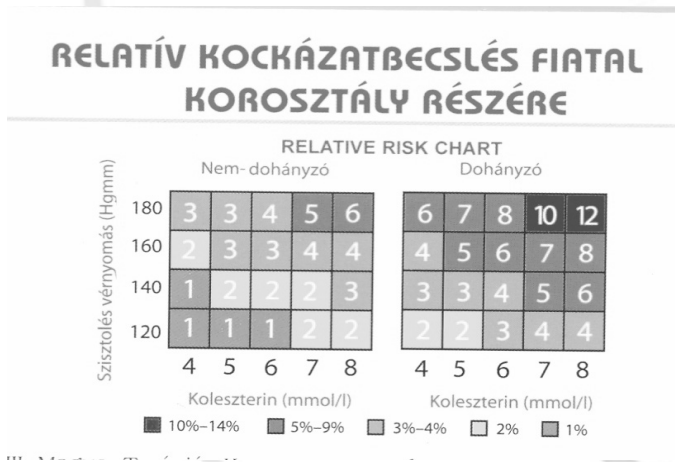 RELATÍV KOCKÁZATBECSLÉS FIATAL
KOROSZTÁLY RÉSZÉRE
RELATIVE RISK CHART
Nem-dohányzó Dohányzó
Szisztolés vérnyomás (Hgmm)
180 3 3 4 5 6 6 7 8 10 12
160 2 3 3 4 4 4 5 6 7 8
140 1 2 2 2 3 3 3 4 5 6
120 1 1 1 2 2 2 2 3 4 4
4 5 6 7 8 4 5 6 7 8
Koleszterin (mmol/l) Koleszterin (mmol/l)
10%–14% 5%–9% 3%–4% 2% 1%